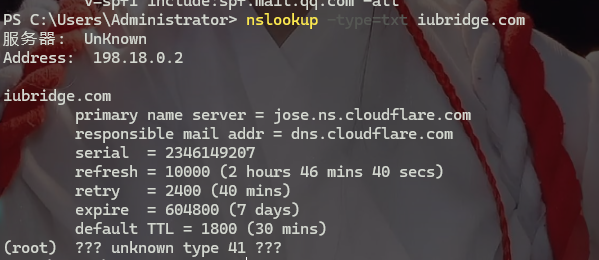 v=spf1 include:spf.mail.qq.com -all
PS C:\Users\Administrator> nslookup -type=txt iubridge.com
服务器:  UnKnown
Address:  198.18.0.2
iubridge.com
primary name server = jose.ns.cloudflare.com
responsible mail addr = dns.cloudflare.com
serial  = 2346149207
refresh = 10000 (2 hours 46 mins 40 secs)
retry   = 2400 (40 mins)
expire  = 604800 (7 days)
default TTL = 1800 (30 mins)
(root)  ??? unknown type 41 ???